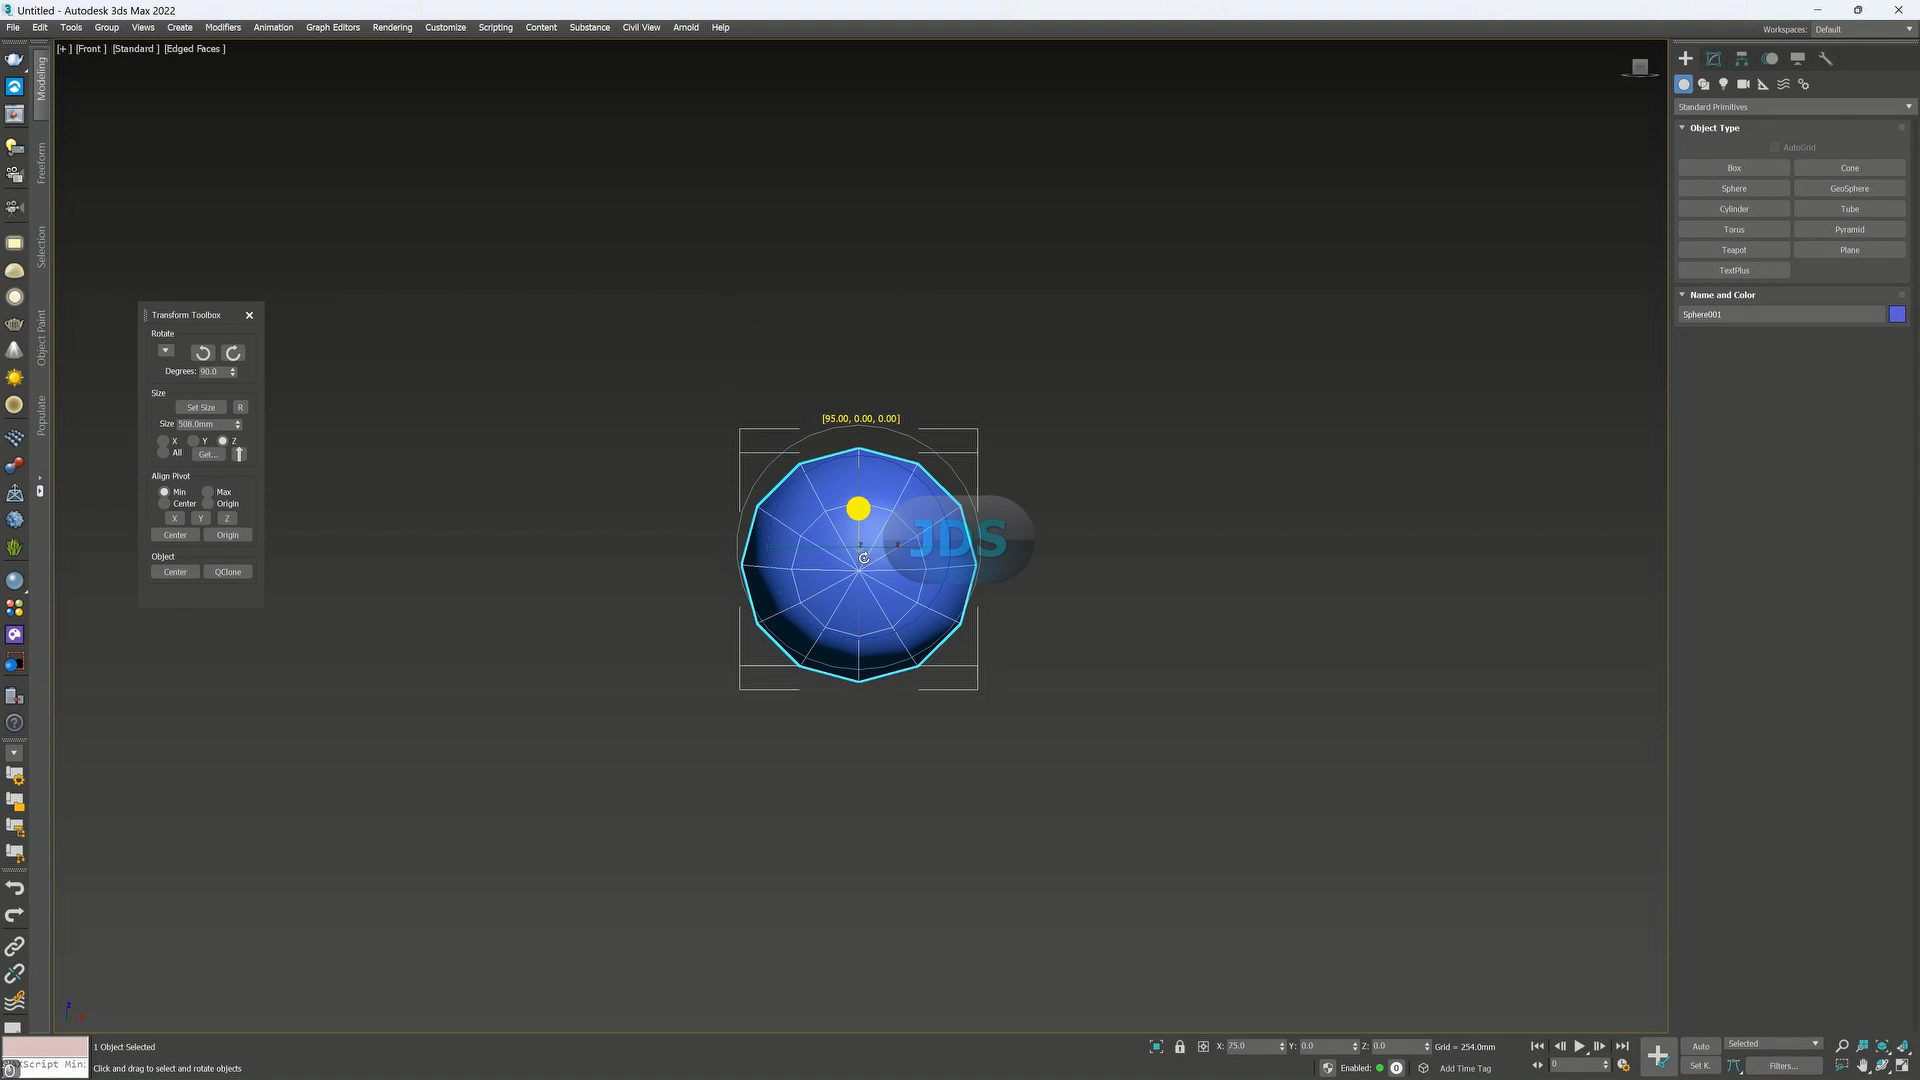 Untitled - Autodesk 3ds Max 2022
File Edit Tools Group Views Create Modifiers Animation Graph Editors Rendering Customize Scripting Content Substance Civil View Arnold Help
Workspaces: Default
[+] [Front] [Standard] [Edged Faces]
Modeling
Freeform
Selection
Object Paint
Populate
Standard Primitives
Object Type
AutoGrid
Box Cone
Sphere GeoSphere
Cylinder Tube
Torus Pyramid
Teapot Plane
TextPlus
Name and Color
Sphere001
Transform Toolbox
Rotate
Degrees: 90.0
Size
Set Size R
Size 508.0mm
X Y Z
All Get...
Align Pivot
Min Max
Center Origin
X Y Z
Center Origin
Object
Center QClone
[95.00, 0.00, 0.00]
JDS
z x
z
x
1 Object Selected
Click and drag to select and rotate objects
X: 75.0 Y: 0.0 Z: 0.0 Grid = 254.0mm
Enabled: 0 Add Time Tag
0
Auto Selected
Set K. Filters...